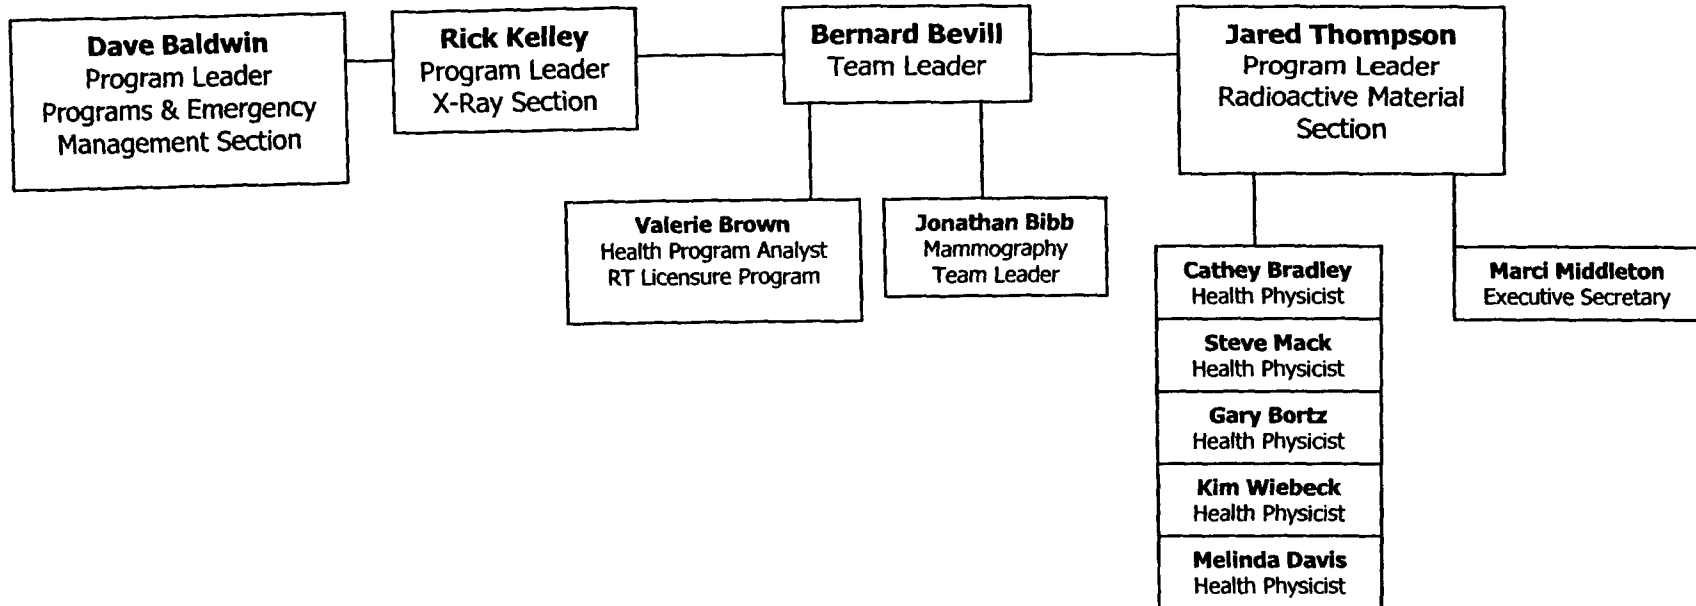 Dave Baldwin
Program Leader
Programs & Emergency
Management Section
Rick Kelley
Program Leader
X-Ray Section
Bernard Bevill
Team Leader
Jared Thompson
Program Leader
Radioactive Material
Section
Valerie Brown
Health Program Analyst
RT Licensure Program
Jonathan Bibb
Mammography
Team Leader
Cathey Bradley
Health Physicist
Steve Mack
Health Physicist
Gary Bortz
Health Physicist
Kim Wiebeck
Health Physicist
Melinda Davis
Health Physicist
Marci Middleton
Executive Secretary